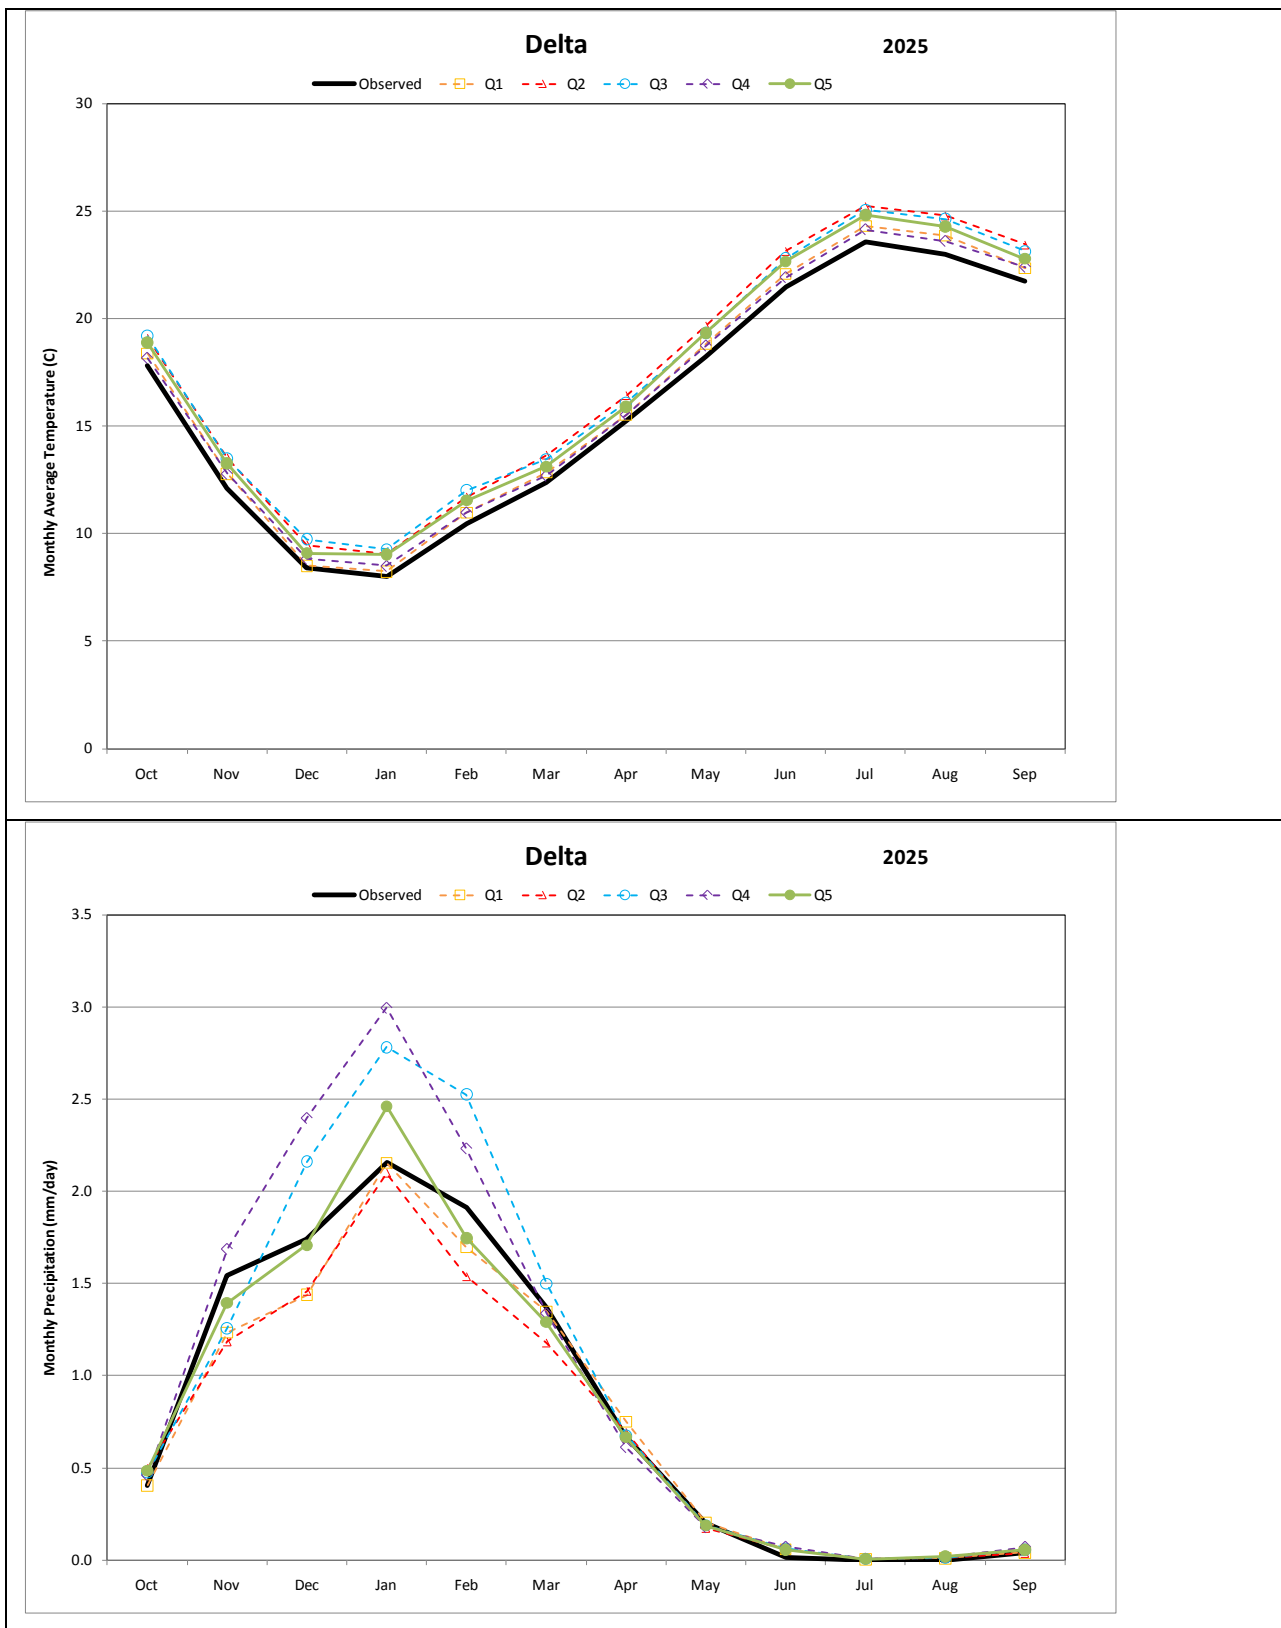 Delta 2025
Observed Q1 Q2 Q3 Q4 Q5
Monthly Average Temperature (C)
30
25
20
15
10
5
0
Oct Nov Dec Jan Feb Mar Apr May Jun Jul Aug Sep
Delta 2025
Observed Q1 Q2 Q3 Q4 Q5
Monthly Precipitation (mm/day)
3.5
3.0
2.5
2.0
1.5
1.0
0.5
0.0
Oct Nov Dec Jan Feb Mar Apr May Jun Jul Aug Sep